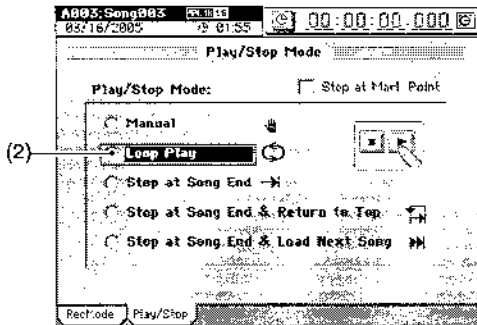 A003:Song003
03/16/2005 01:55 00:00:00.000
Play/Stop Mode
Play/Stop Mode: Stop at Mark Point
Manual
(2) Loop Play
Stop at Song End
Stop at Song End & Return to Top
Stop at Song End & Load Next Song
RecMode Play/Stop